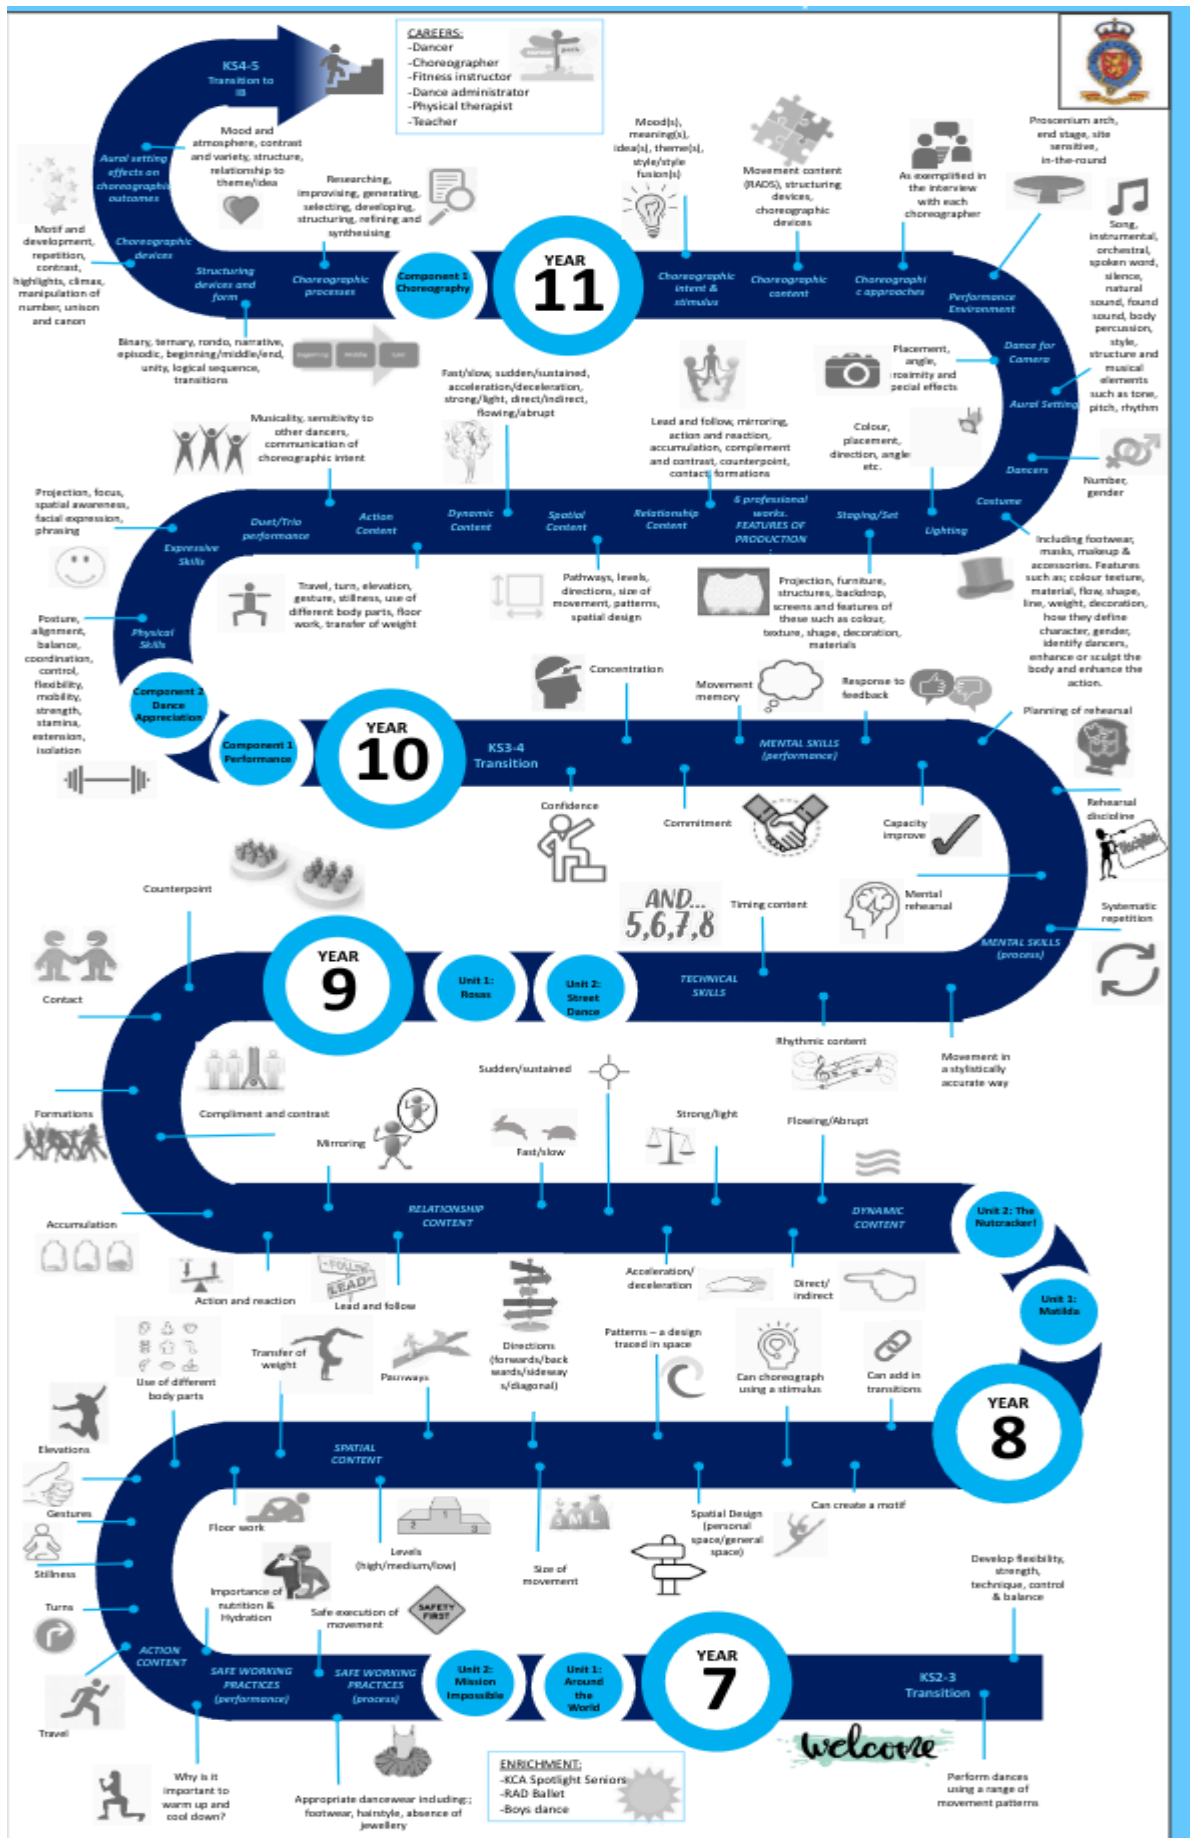 CAREERS:
-Dancer
-Choreographer
-Fitness instructor
-Dance administrator
-Physical therapist
-Teacher
KS4-5
Transition to
IB
Aural setting
effects on
choreographic
outcomes
Mood and
atmosphere, contrast
and variety, structure,
relationship to
theme/idea
Choreographic
devices
Motif and
development,
repetition,
contrast,
highlights, climax,
manipulation of
number, unison
and canon
Structuring
devices and
form
Binary, ternary, rondo, narrative,
episodic, beginning/middle/end,
unity, logical sequence,
transitions
Beginning
Middle
End
Researching,
improvising, generating,
selecting, developing,
structuring, refining and
synthesising
Choreographic
processes
Component 1
Choreography
YEAR
11
Mood(s),
meaning(s),
idea(s), theme(s),
style/style
fusion(s)
Choreographic
intent &
stimulus
Movement content
(RADS), structuring
devices,
choreographic
devices
Choreographic
content
As exemplified in
the interview
with each
choreographer
Choreographi
c approaches
Proscenium arch,
end stage, site
sensitive,
in-the-round
Performance
Environment
Dance for
Camera
Placement,
angle,
roximity and
pecial effects
Aural Setting
Song,
instrumental,
orchestral,
spoken word,
silence,
natural
sound, found
sound, body
percussion,
style,
structure and
musical
elements
such as tone,
pitch, rhythm
Dancers
Number,
gender
Costume
Including footwear,
masks, makeup &
accessories. Features
such as; colour texture,
material, flow, shape,
line, weight, decoration,
how they define
character, gender,
identify dancers,
enhance or sculpt the
body and enhance the
action.
Lighting
Colour,
placement,
direction, angle
etc.
Staging/Set
Projection, furniture,
structures, backdrop,
screens and features of
these such as colour,
texture, shape, decoration,
materials
6 professional
works.
FEATURES OF
PRODUCTION
:
Relationship
Content
Lead and follow, mirroring,
action and reaction,
accumulation, complement
and contrast, counterpoint,
contact, formations
Spatial
Content
Pathways, levels,
directions, size of
movement, patterns,
spatial design
Dynamic
Content
Fast/slow, sudden/sustained,
acceleration/deceleration,
strong/light, direct/indirect,
flowing/abrupt
Action
Content
Travel, turn, elevation,
gesture, stillness, use of
different body parts, floor
work, transfer of weight
Duet/Trio
performance
Musicality, sensitivity to
other dancers,
communication of
choreographic intent
Expressive
Skills
Projection, focus,
spatial awareness,
facial expression,
phrasing
Physical
Skills
Posture,
alignment,
balance,
coordination,
control,
flexibility,
mobility,
strength,
stamina,
extension,
isolation
Component 2
Dance
Appreciation
Component 1
Performance
YEAR
10
KS3-4
Transition
Concentration
Movement
memory
MENTAL SKILLS
(performance)
Response to
feedback
Planning of rehearsal
Confidence
Commitment
Capacity
improve
Rehearsal
discipline
Discipline
Mental
rehearsal
Systematic
repetition
MENTAL SKILLS
(process)
AND...
5,6,7,8
Timing content
TECHNICAL
SKILLS
Rhythmic content
Movement in
a stylistically
accurate way
Unit 2:
Street
Dance
Unit 1:
Rosas
YEAR
9
Counterpoint
Contact
Formations
Compliment and contrast
Accumulation
Mirroring
Action and reaction
FOLLOW
LEAD
Lead and follow
RELATIONSHIP
CONTENT
Fast/slow
Sudden/sustained
Strong/light
Acceleration/
deceleration
Flowing/Abrupt
Direct/
indirect
DYNAMIC
CONTENT
Unit 2: The
Nutcracker!
Unit 1:
Matilda
YEAR
8
Can add in
transitions
Can choreograph
using a stimulus
Can create a motif
Patterns – a design
traced in space
Spatial Design
(personal
space/general
space)
Directions
(forwards/back
wards/sideway
s/diagonal)
S M L
Size of
movement
Pathways
2 1 3
Levels
(high/medium/low)
SPATIAL
CONTENT
Transfer of
weight
Floor work
Use of different
body parts
Elevations
Gestures
Stillness
Turns
Travel
ACTION
CONTENT
Importance of
nutrition &
Hydration
SAFE WORKING
PRACTICES
(performance)
Why is it
important to
warm up and
cool down?
Safe execution of
movement
SAFETY
FIRST
SAFE WORKING
PRACTICES
(process)
Appropriate dancewear including:;
footwear, hairstyle, absence of
jewellery
Unit 2:
Mission
Impossible
Unit 1:
Around
the
World
YEAR
7
KS2-3
Transition
Develop flexibility,
strength,
technique, control
& balance
welcome
Perform dances
using a range of
movement patterns
ENRICHMENT:
-KCA Spotlight Seniors
-RAD Ballet
-Boys dance